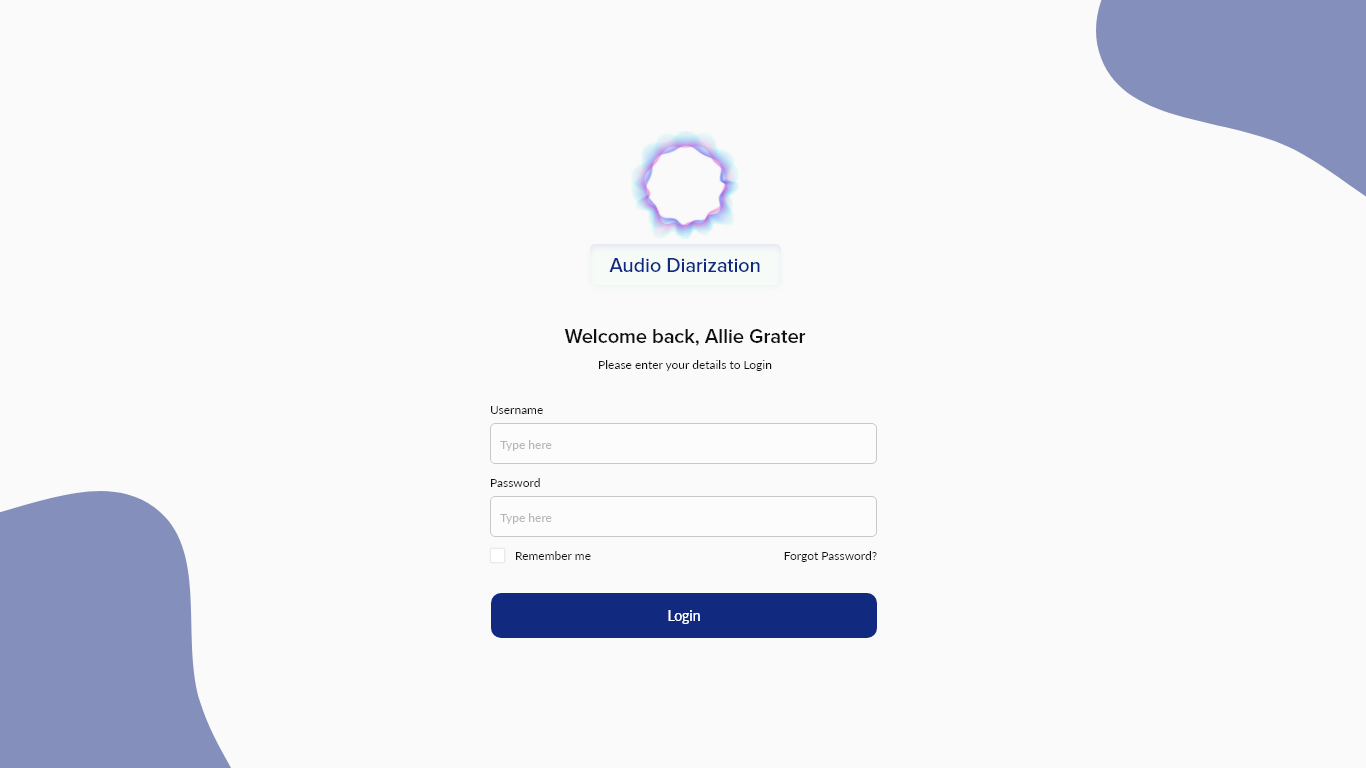 Audio Diarization
Welcome back, Allie Grater
Please enter your details to Login
Username
Type here
Password
Type here
Remember me
Forgot Password?
Login